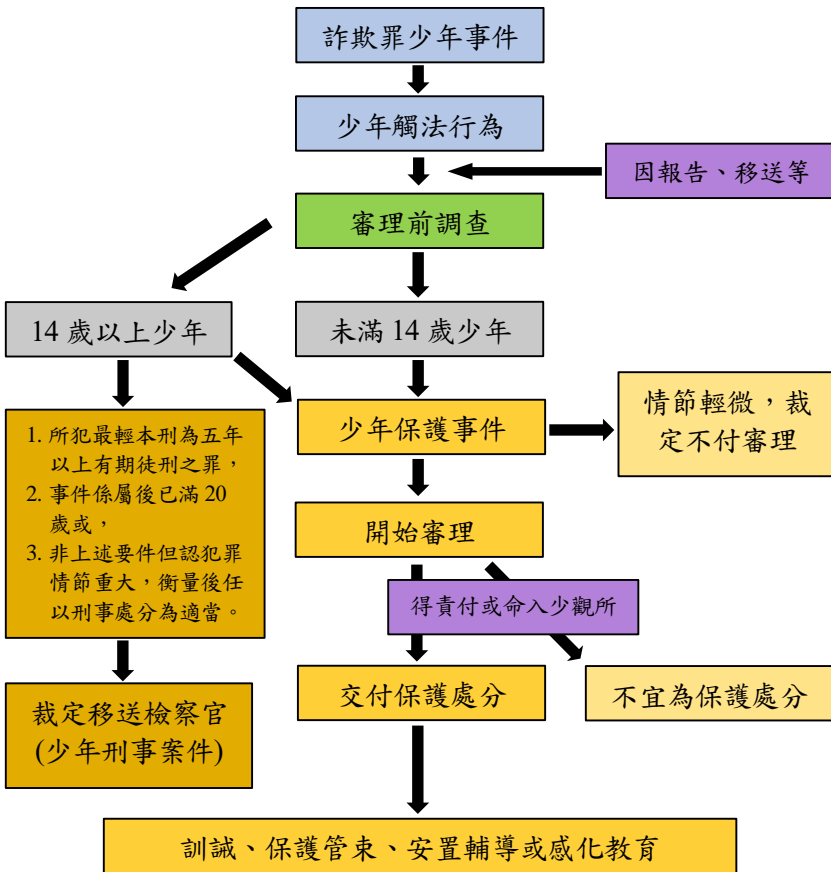 詐欺罪少年事件
少年觸法行為
因報告、移送等
審理前調查
14 歲以上少年
未滿 14 歲少年
1. 所犯最輕本刑為五年
以上有期徒刑之罪，
2. 事件係屬後已滿 20
歲或，
3. 非上述要件但認犯罪
情節重大，衡量後任
以刑事處分為適當。
少年保護事件
情節輕微，裁
定不付審理
開始審理
得責付或命入少觀所
裁定移送檢察官
(少年刑事案件)
交付保護處分
不宜為保護處分
訓誡、保護管束、安置輔導或感化教育